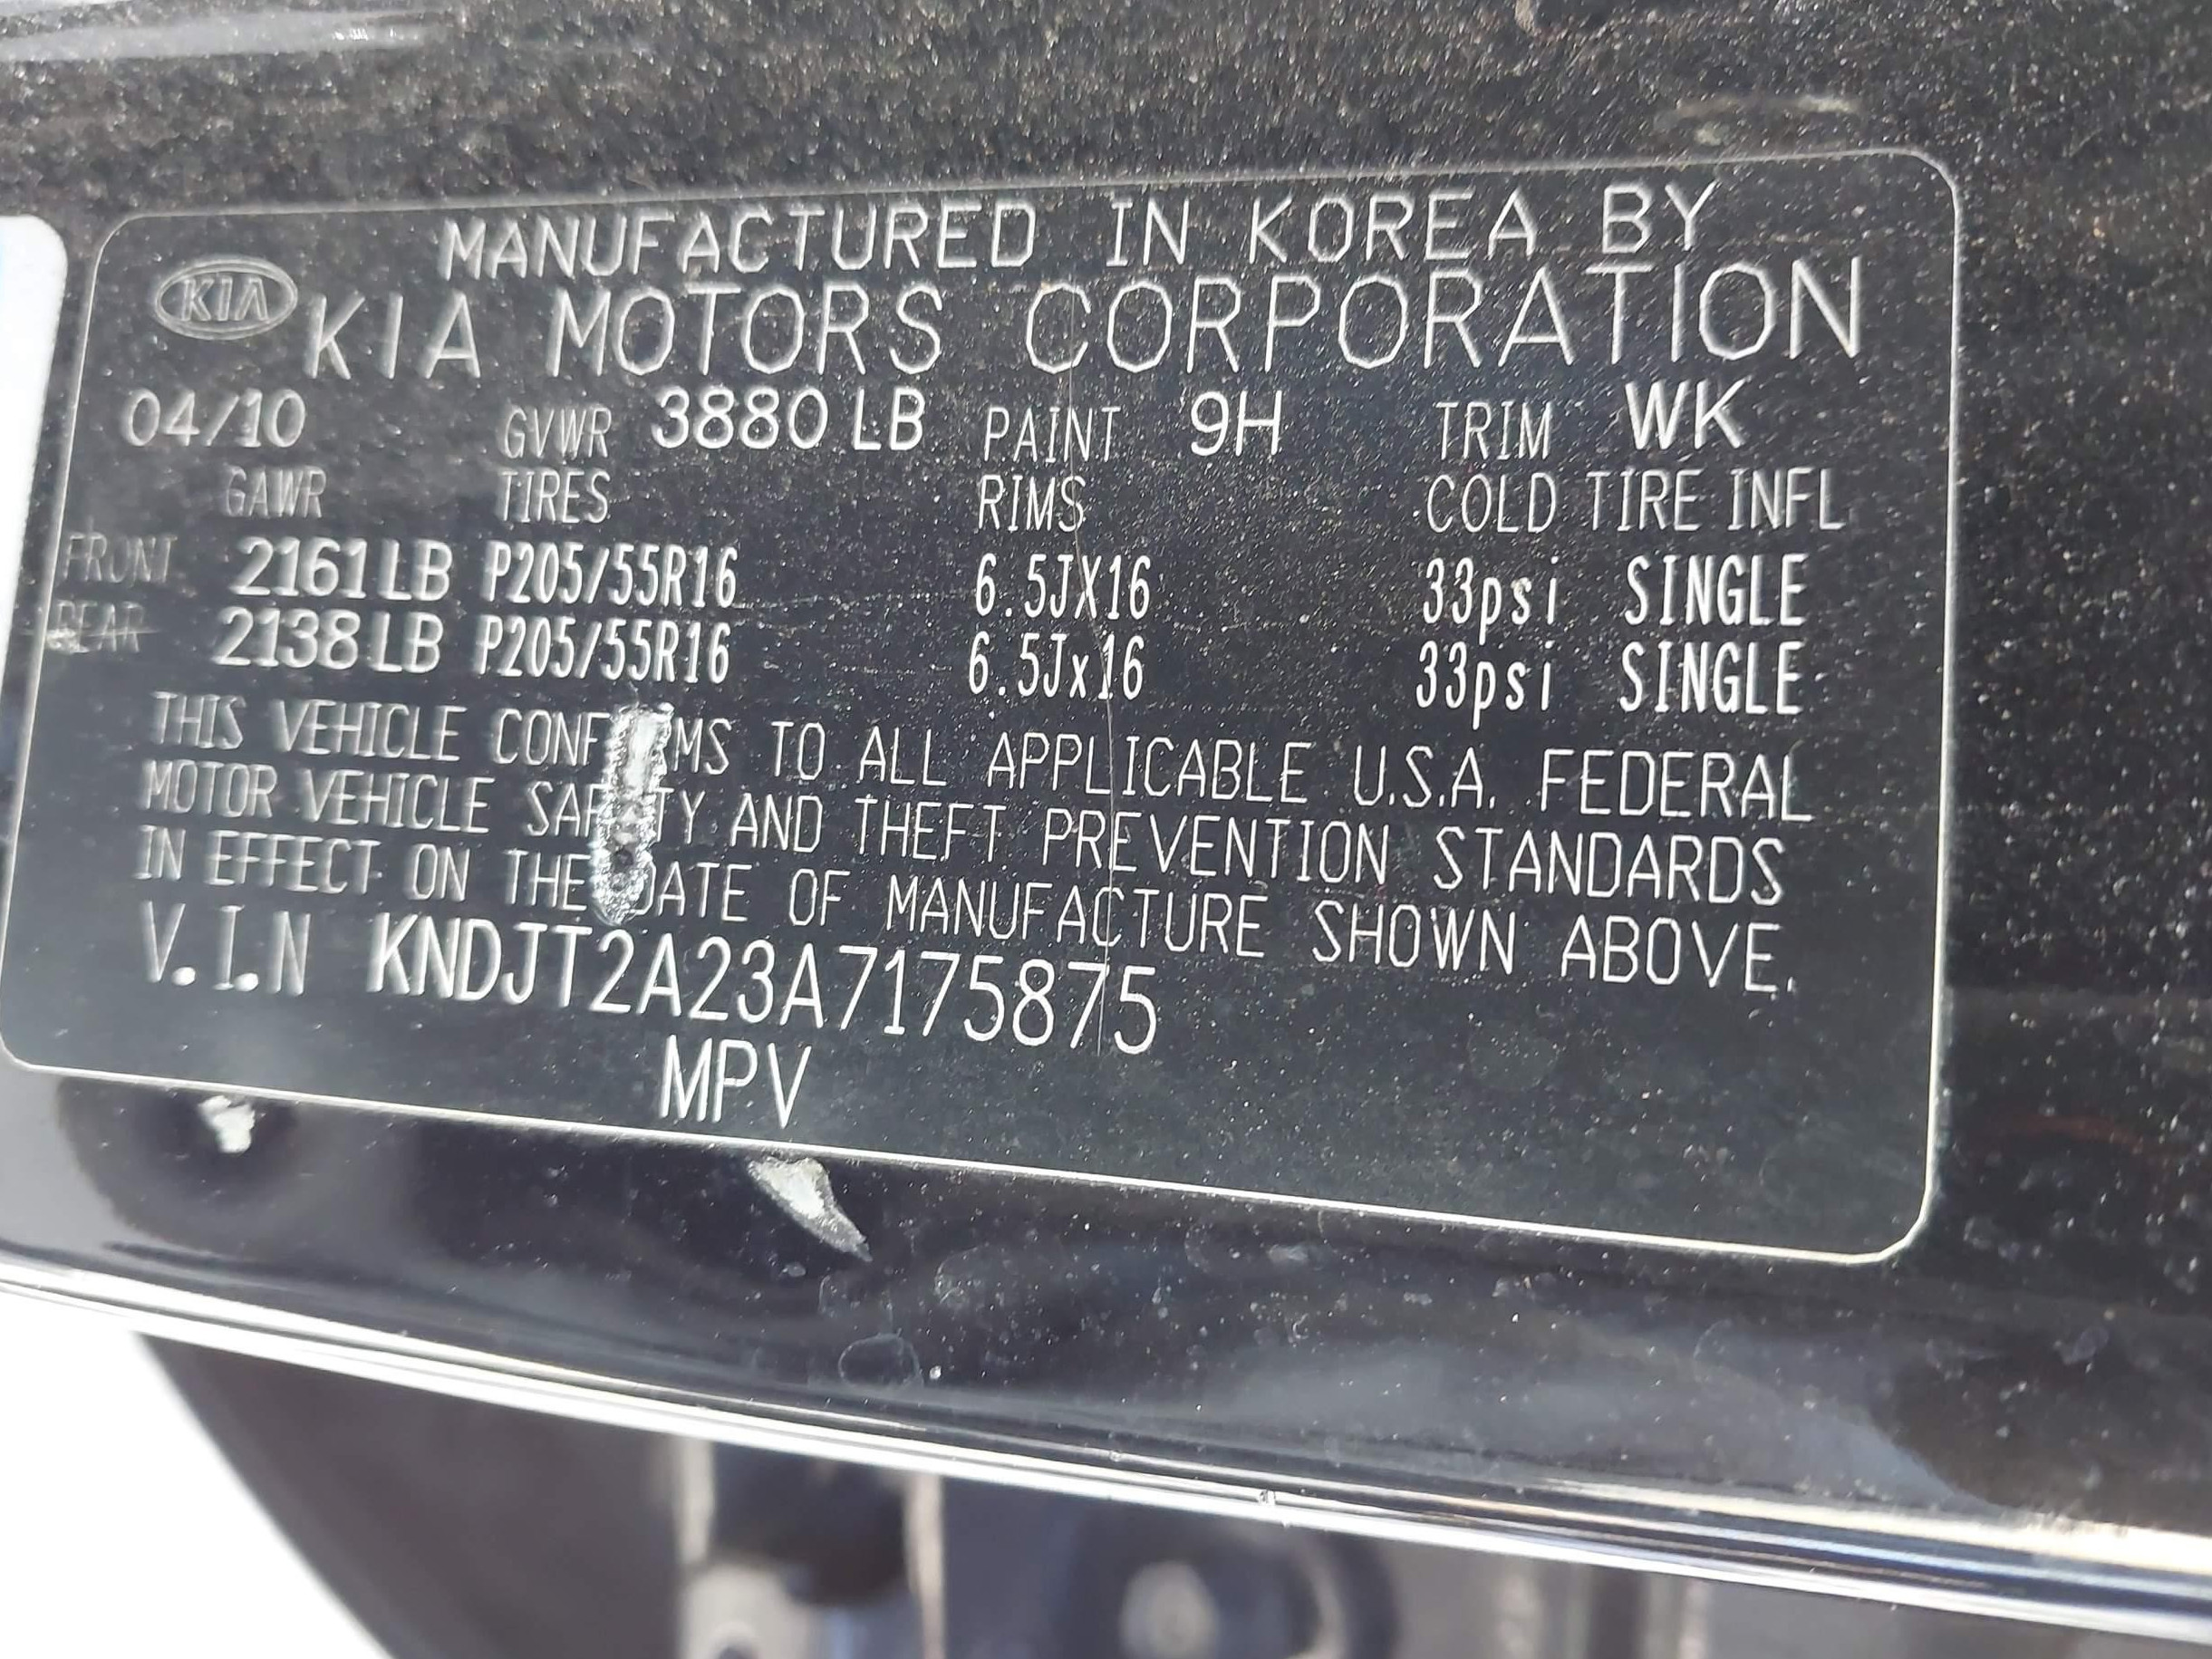 MANUFACTURED IN KOREA BY
KIA KIA MOTORS CORPORATION
04/10 GVWR 3880 LB PAINT 9H TRIM WK
GAWR TIRES RIMS COLD TIRE INFL
FRONT 2161 LB P205/55R16 6.5JX16 33psi SINGLE
REAR 2138 LB P205/55R16 6.5Jx16 33psi SINGLE
THIS VEHICLE CONF MS TO ALL APPLICABLE U.S.A. FEDERAL
MOTOR VEHICLE SAFETY AND THEFT PREVENTION STANDARDS
IN EFFECT ON THE DATE OF MANUFACTURE SHOWN ABOVE.
V.I.N KNDJT2A23A7175875
MPV